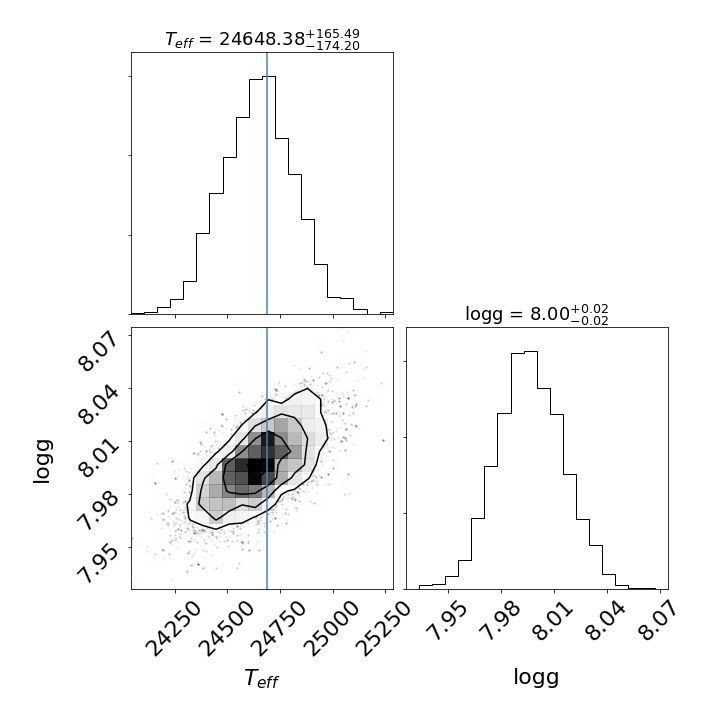 T_eff = 24648.38+165.49−174.20
logg = 8.00+0.02−0.02
8.07
8.04
8.01
7.98
7.95
logg
24250 24500 24750 25000 25250
7.95 7.98 8.01 8.04 8.07
T_eff logg